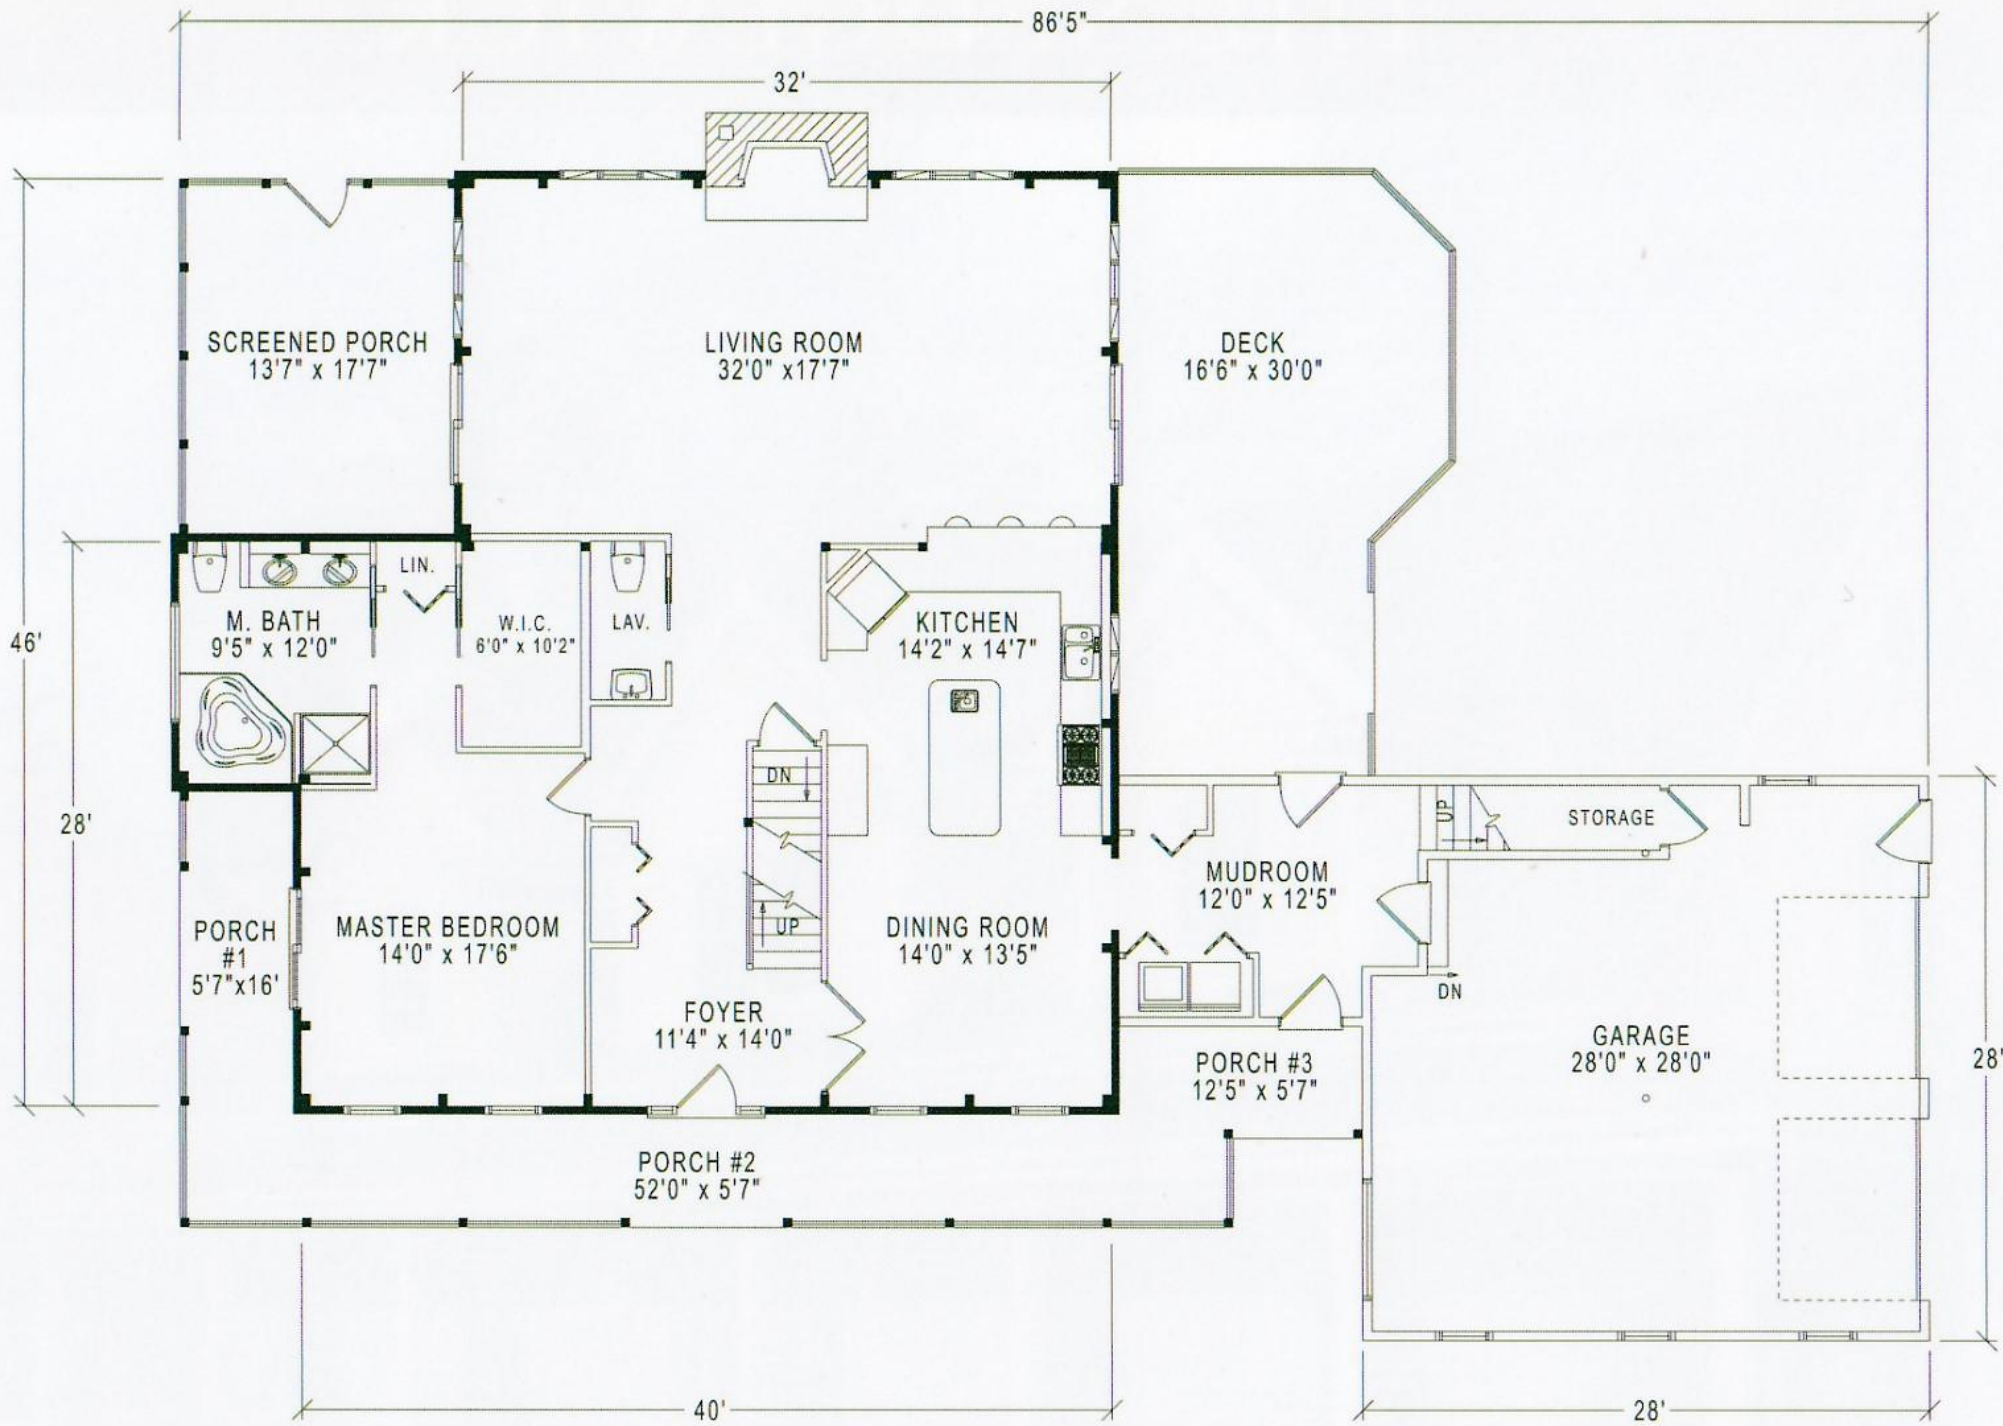 86'5"
32'
SCREENED PORCH
13'7" x 17'7"
LIVING ROOM
32'0" x17'7"
DECK
16'6" x 30'0"
46'
28'
M. BATH
9'5" x 12'0"
LIN.
W.I.C.
6'0" x 10'2"
LAV.
KITCHEN
14'2" x 14'7"
DN
UP
PORCH
#1
5'7"x16'
MASTER BEDROOM
14'0" x 17'6"
FOYER
11'4" x 14'0"
DINING ROOM
14'0" x 13'5"
MUDROOM
12'0" x 12'5"
UP
STORAGE
DN
PORCH #3
12'5" x 5'7"
GARAGE
28'0" x 28'0"
28'
PORCH #2
52'0" x 5'7"
40'
28'